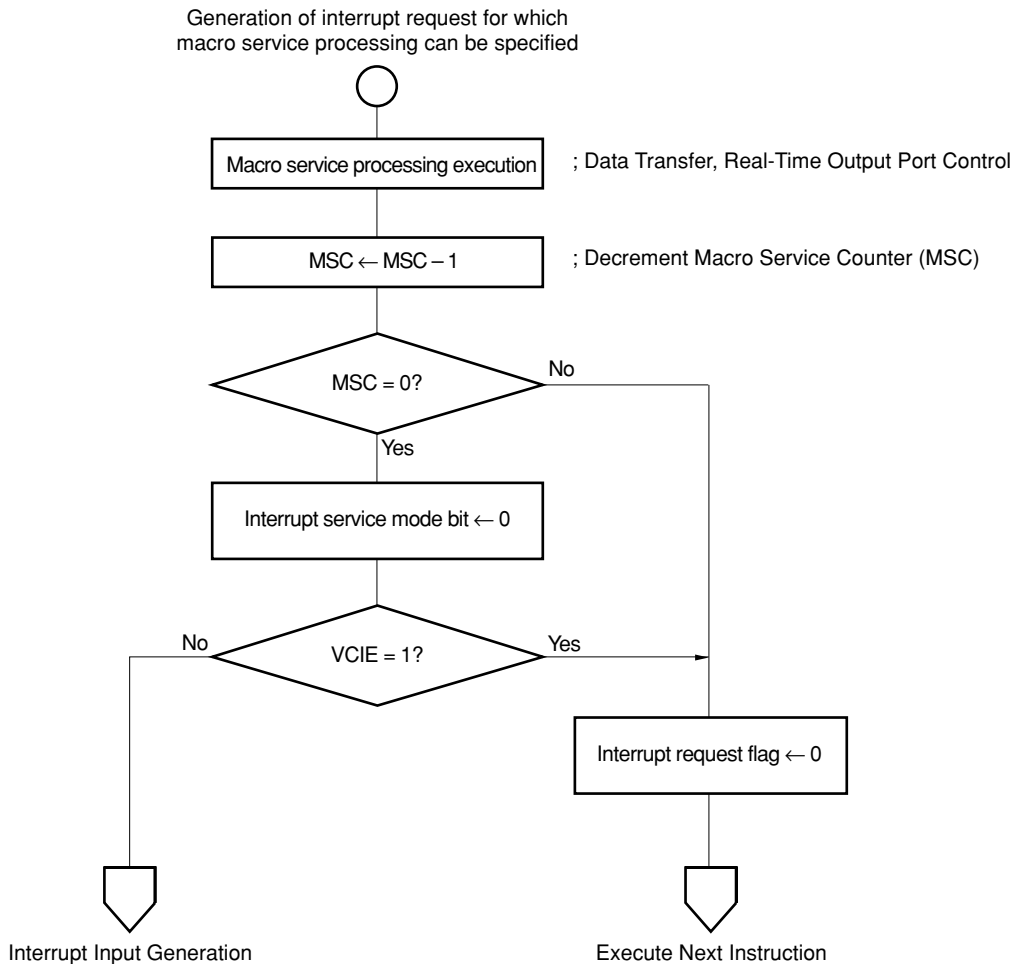 Generation of interrupt request for which
macro service processing can be specified
Macro service processing execution
; Data Transfer, Real-Time Output Port Control
MSC ← MSC – 1
; Decrement Macro Service Counter (MSC)
MSC = 0?
No
Yes
Interrupt service mode bit ← 0
No
VCIE = 1?
Yes
Interrupt request flag ← 0
Interrupt Input Generation
Execute Next Instruction